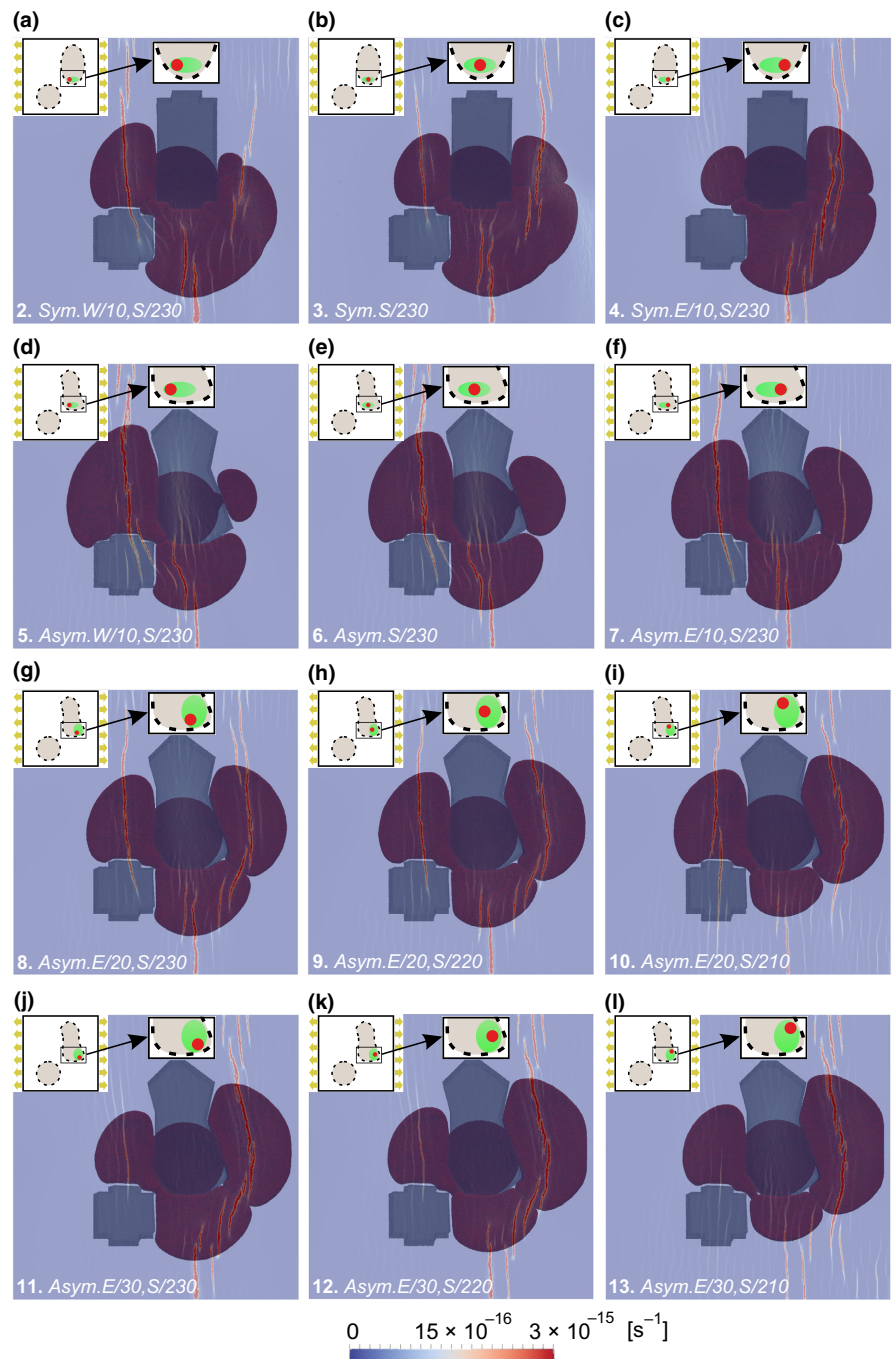 (a)
(b)
(c)
2. Sym.W/10,S/230
3. Sym.S/230
4. Sym.E/10,S/230
(d)
(e)
(f)
5. Asym.W/10,S/230
6. Asym.S/230
7. Asym.E/10,S/230
(g)
(h)
(i)
8. Asym.E/20,S/230
9. Asym.E/20,S/220
10. Asym.E/20,S/210
(j)
(k)
(l)
11. Asym.E/30,S/230
12. Asym.E/30,S/220
13. Asym.E/30,S/210
0 15 × 10⁻¹⁶ 3 × 10⁻¹⁵ [s⁻¹]